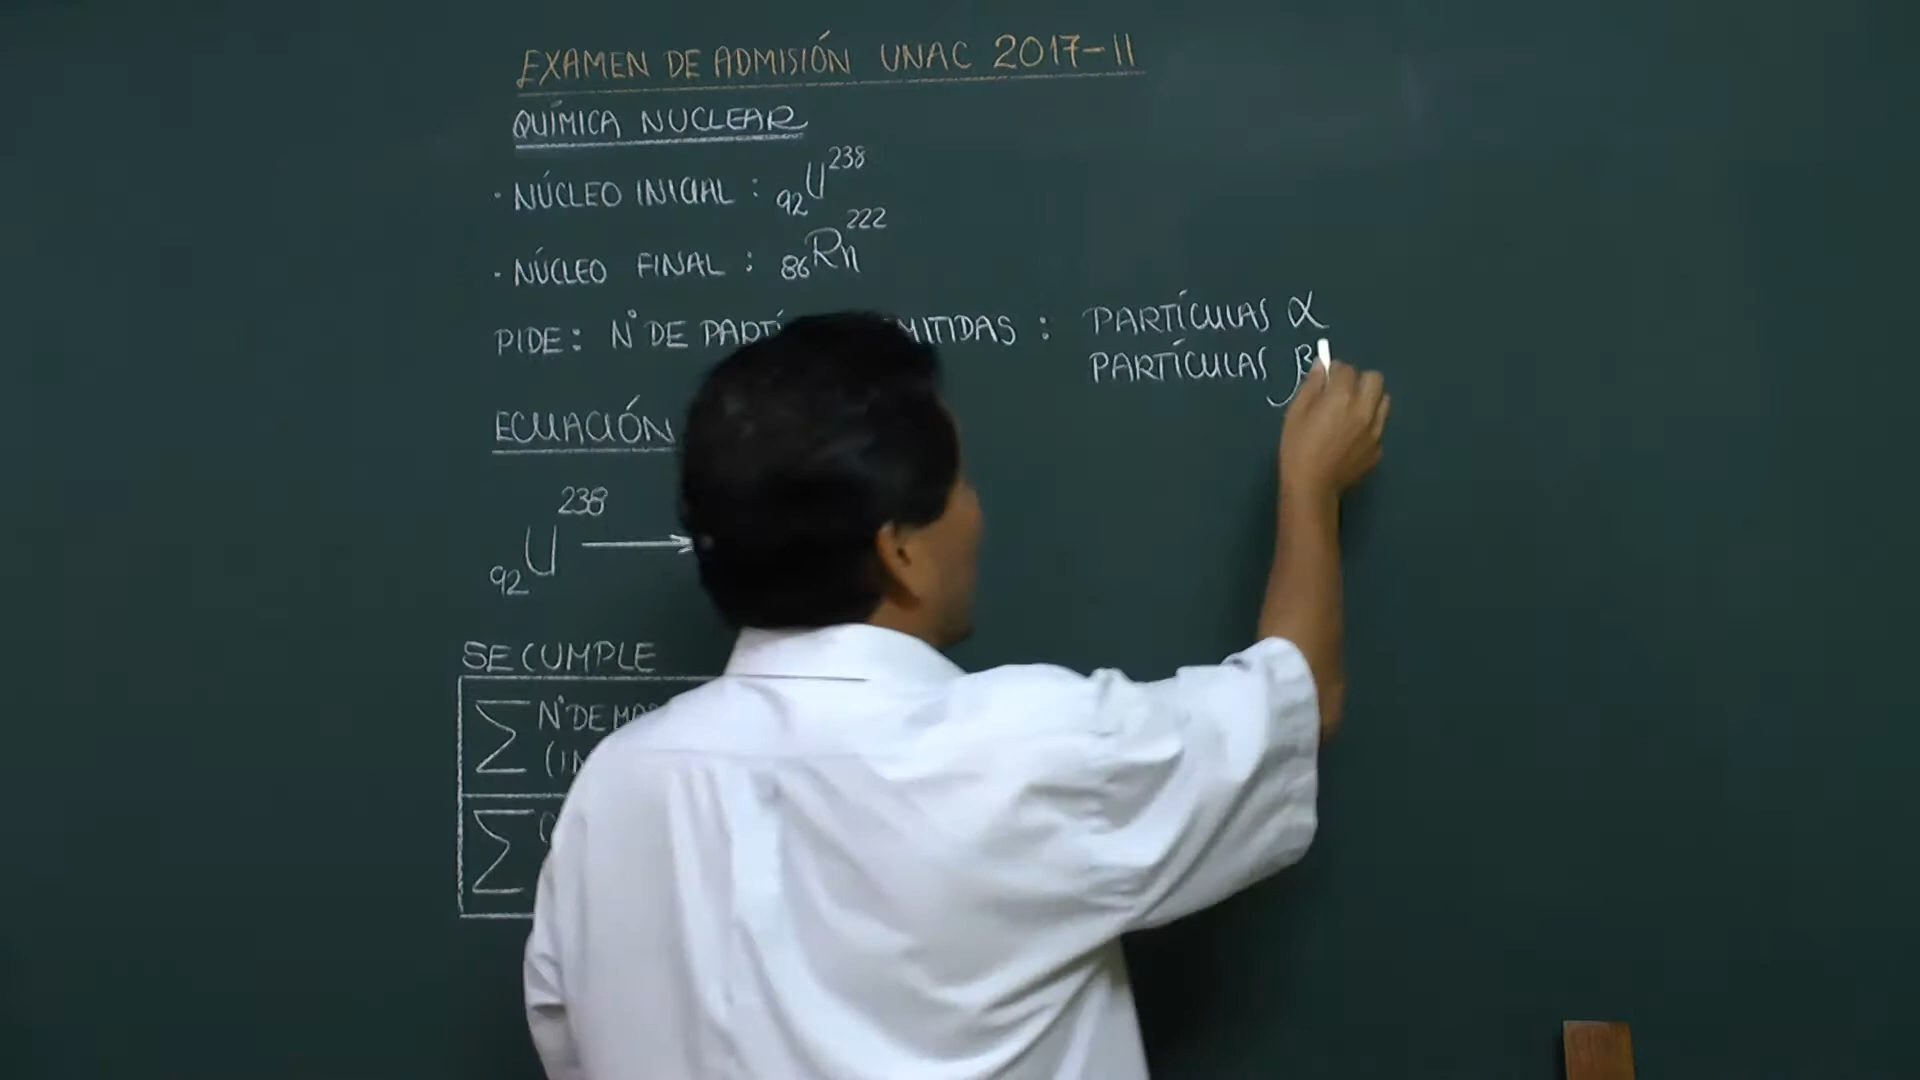 EXAMEN DE ADMISIÓN UNAC 2017-II
QUÍMICA NUCLEAR
· NÚCLEO INICIAL : 92U238
· NÚCLEO FINAL : 86Rn222
PIDE: N° DE PARTÍ MITIDAS : PARTÍCULAS α
PARTÍCULAS β
ECUACIÓN
92U238 →
SE CUMPLE
∑ N° DE MAS
(IN
∑ (